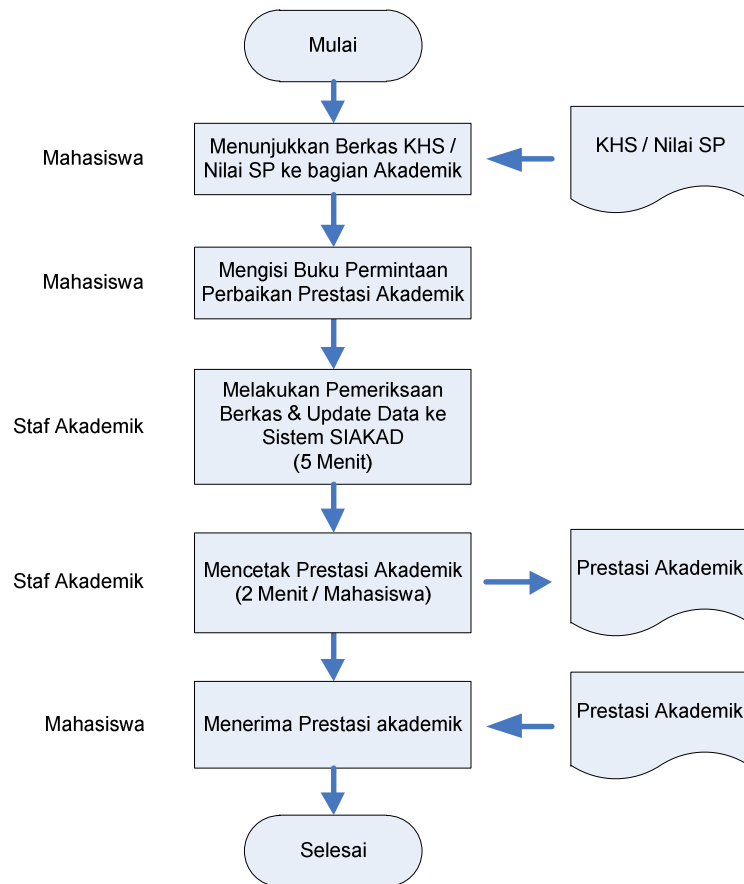 Mulai
Mahasiswa
Menunjukkan Berkas KHS /
Nilai SP ke bagian Akademik
KHS / Nilai SP
Mahasiswa
Mengisi Buku Permintaan
Perbaikan Prestasi Akademik
Staf Akademik
Melakukan Pemeriksaan
Berkas & Update Data ke
Sistem SIAKAD
(5 Menit)
Staf Akademik
Mencetak Prestasi Akademik
(2 Menit / Mahasiswa)
Prestasi Akademik
Mahasiswa
Menerima Prestasi akademik
Prestasi Akademik
Selesai